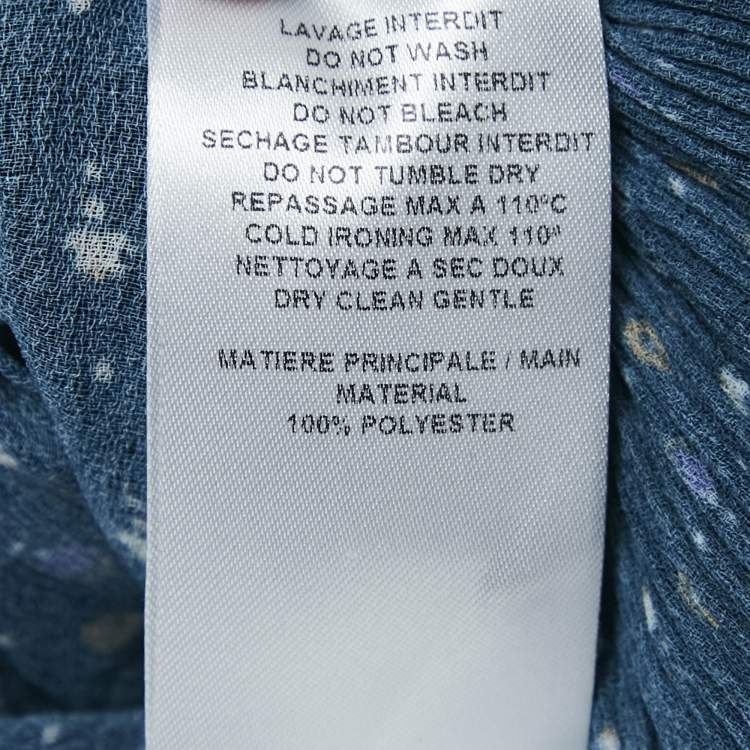 LAVAGE INTERDIT
DO NOT WASH
BLANCHIMENT INTERDIT
DO NOT BLEACH
SECHAGE TAMBOUR INTERDIT
DO NOT TUMBLE DRY
REPASSAGE MAX A 110°C
COLD IRONING MAX 110°
NETTOYAGE A SEC DOUX
DRY CLEAN GENTLE
MATIERE PRINCIPALE / MAIN
MATERIAL
100% POLYESTER